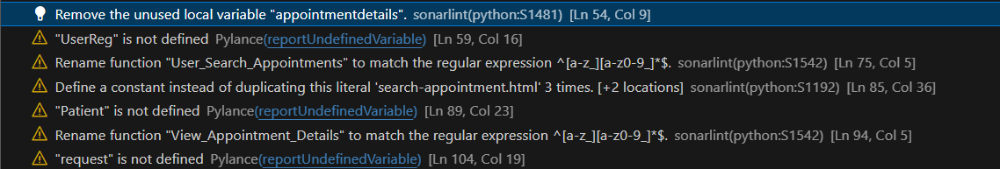 Remove the unused local variable "appointmentdetails". sonarlint(python:S1481) [Ln 54, Col 9]
"UserReg" is not defined Pylance(reportUndefinedVariable) [Ln 59, Col 16]
Rename function "User_Search_Appointments" to match the regular expression ^[a-z_][a-z0-9_]*$. sonarlint(python:S1542) [Ln 75, Col 5]
Define a constant instead of duplicating this literal 'search-appointment.html' 3 times. [+2 locations] sonarlint(python:S1192) [Ln 85, Col 36]
"Patient" is not defined Pylance(reportUndefinedVariable) [Ln 89, Col 23]
Rename function "View_Appointment_Details" to match the regular expression ^[a-z_][a-z0-9_]*$. sonarlint(python:S1542) [Ln 94, Col 5]
"request" is not defined Pylance(reportUndefinedVariable) [Ln 104, Col 19]